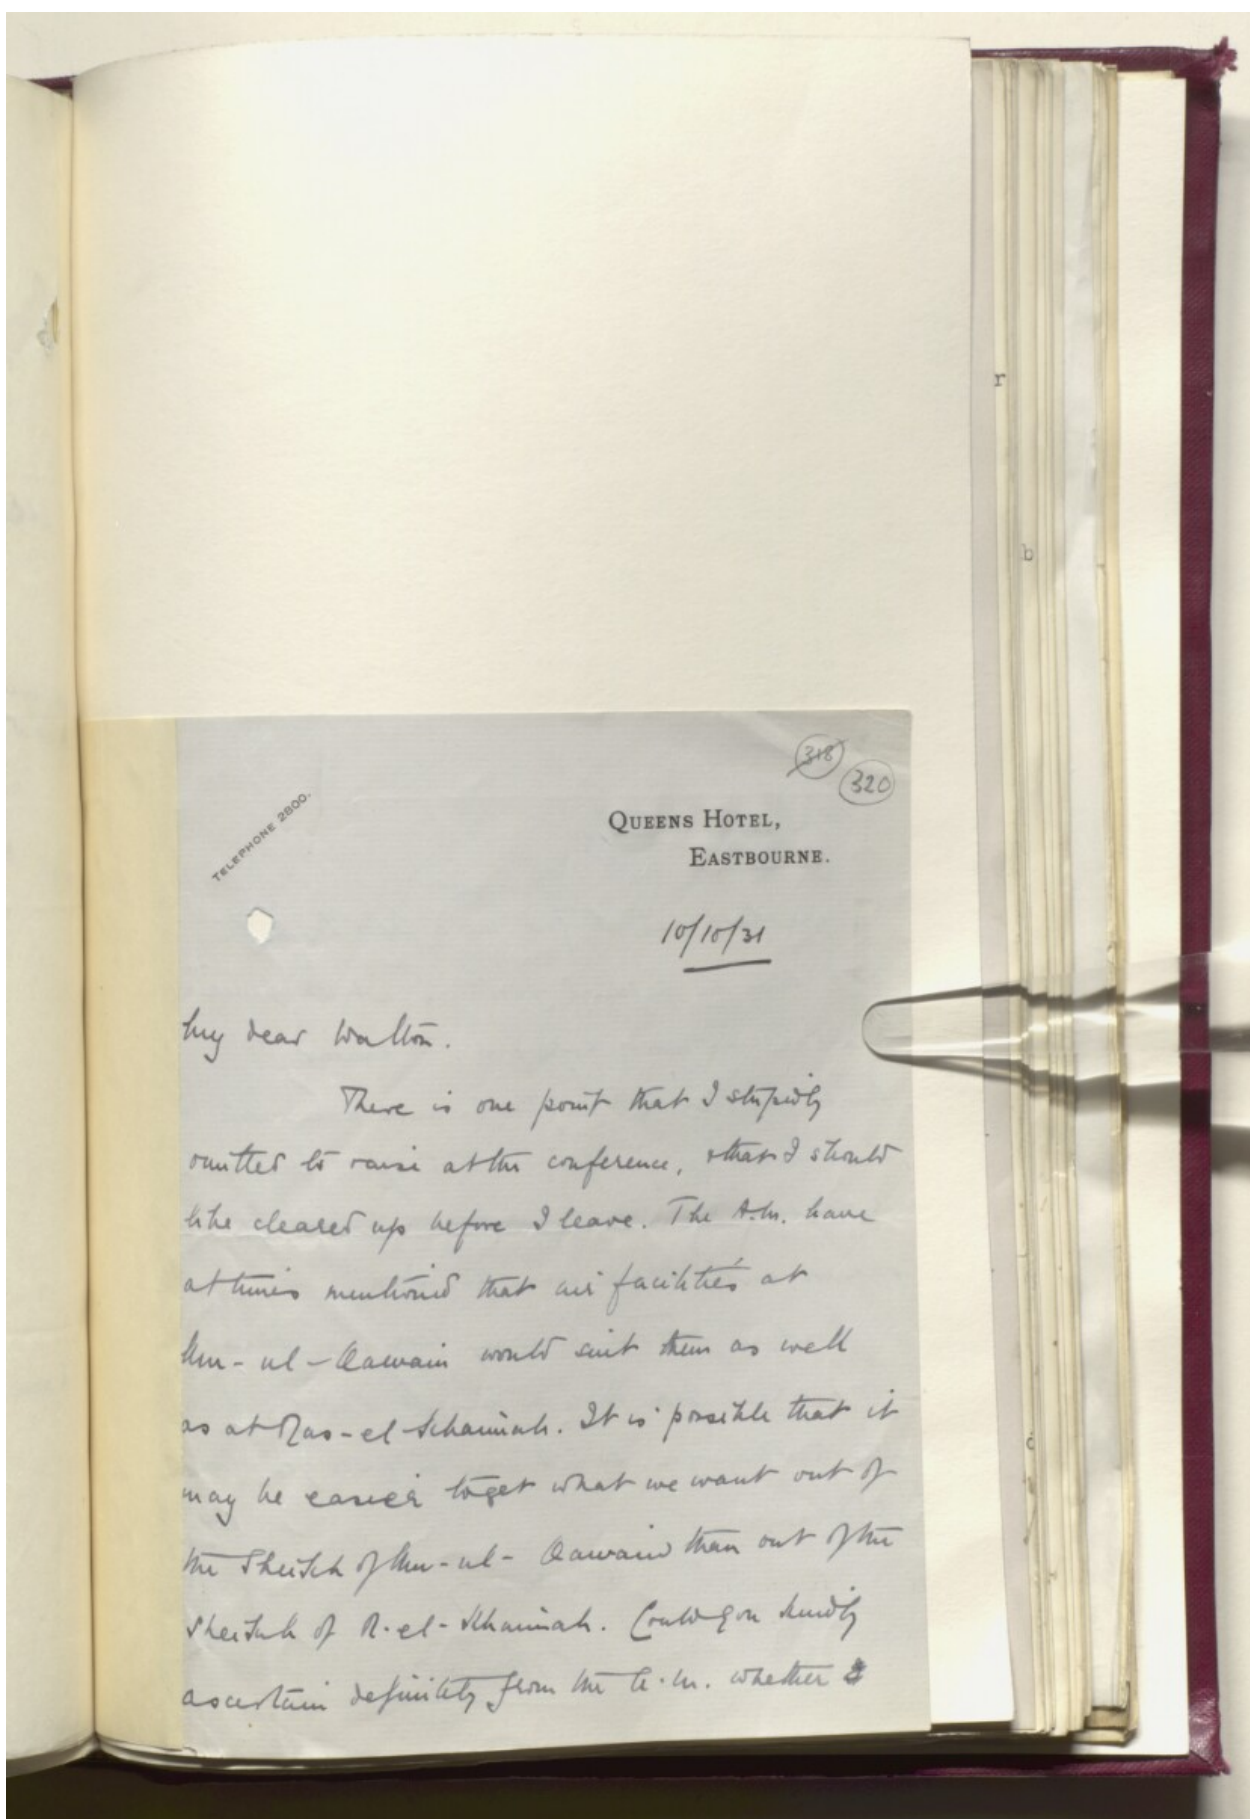 318
320
TELEPHONE 2800.
QUEENS HOTEL,
EASTBOURNE.
10/10/31
My dear Walton.
There is one point that I stupidly
omitted to raise at the conference, & that I should
like cleared up before I leave. The A.M. have
at times mentioned that air facilities at
Um-ul-Qawain would suit them as well
as at Ras-el-Khaimah. It is possible that it
may be easier to get what we want out of
the Sheikh of Um-ul-Qawain than out of the
Sheikh of R-el-Khaimah. Could you kindly
ascertain definitely from the A.M. whether
r
b